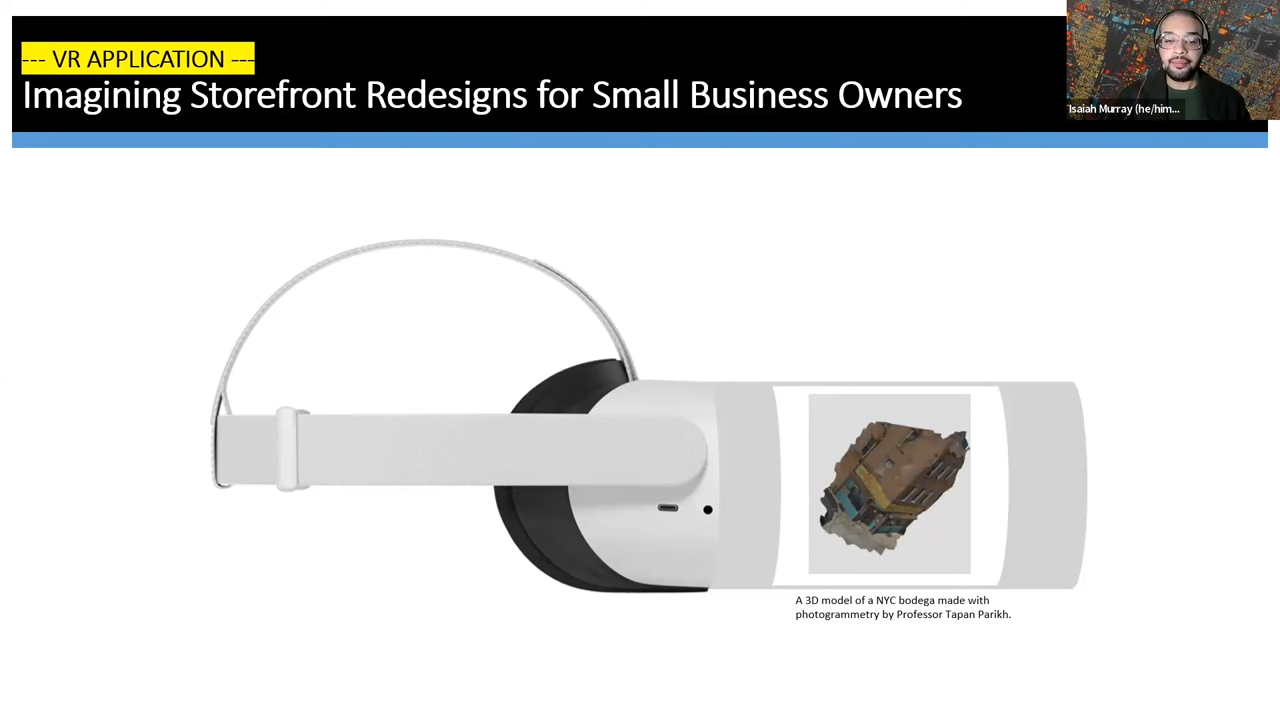 --- VR APPLICATION ---
Imagining Storefront Redesigns for Small Business Owners
Isaiah Murray (he/him...
A 3D model of a NYC bodega made with
photogrammetry by Professor Tapan Parikh.